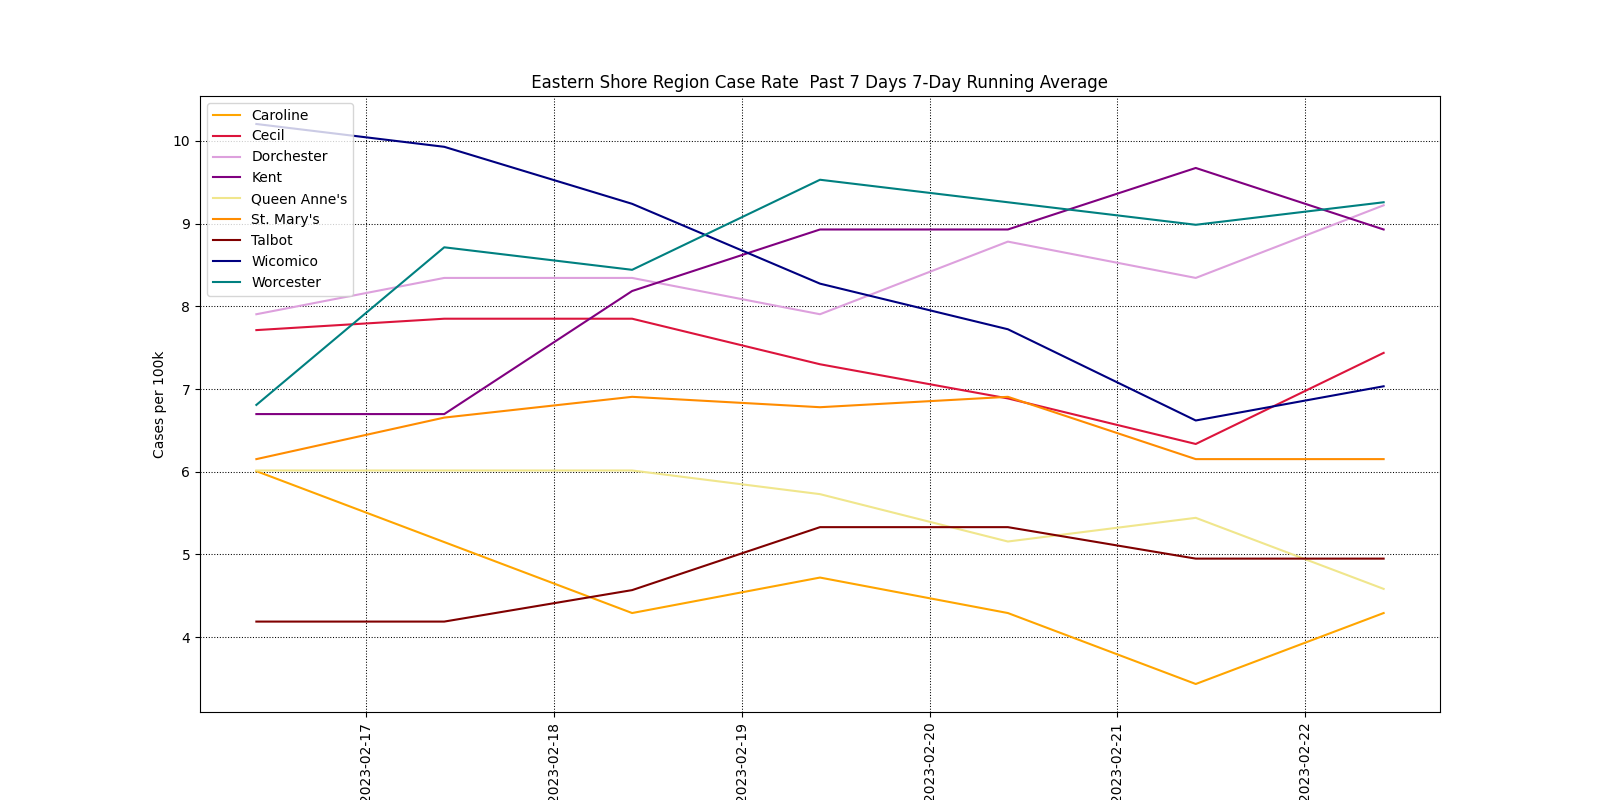 Eastern Shore Region Case Rate  Past 7 Days 7-Day Running Average
Caroline
Cecil
Dorchester
Kent
Queen Anne's
St. Mary's
Talbot
Wicomico
Worcester
10
9
8
7
6
5
4
Cases per 100k
2023-02-17
2023-02-18
2023-02-19
2023-02-20
2023-02-21
2023-02-22